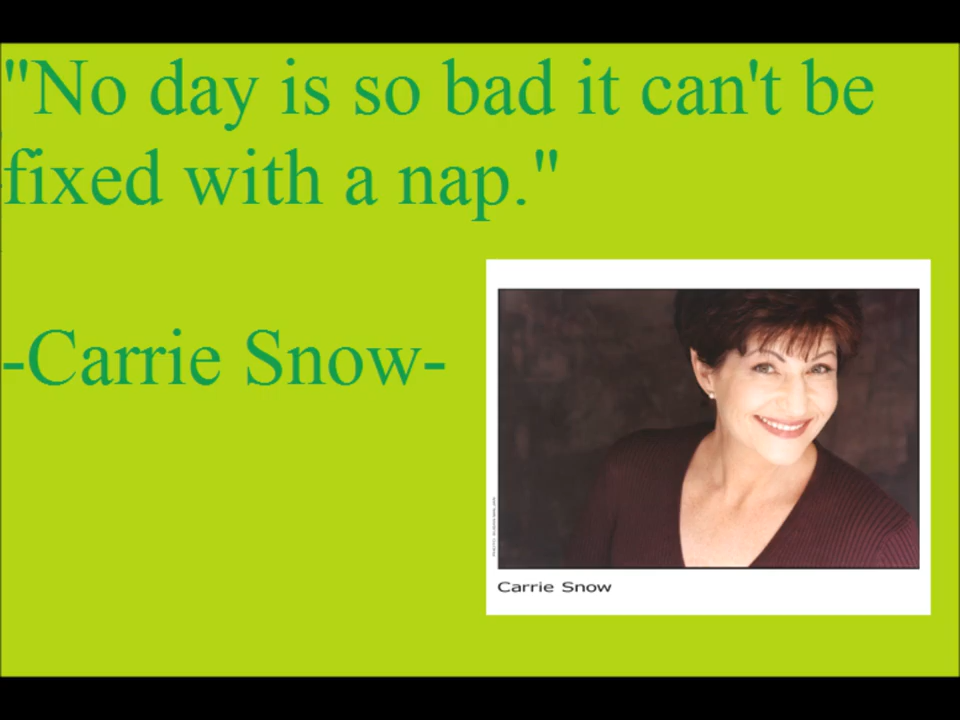 "No day is so bad it can't be
fixed with a nap."
-Carrie Snow-
Carrie Snow